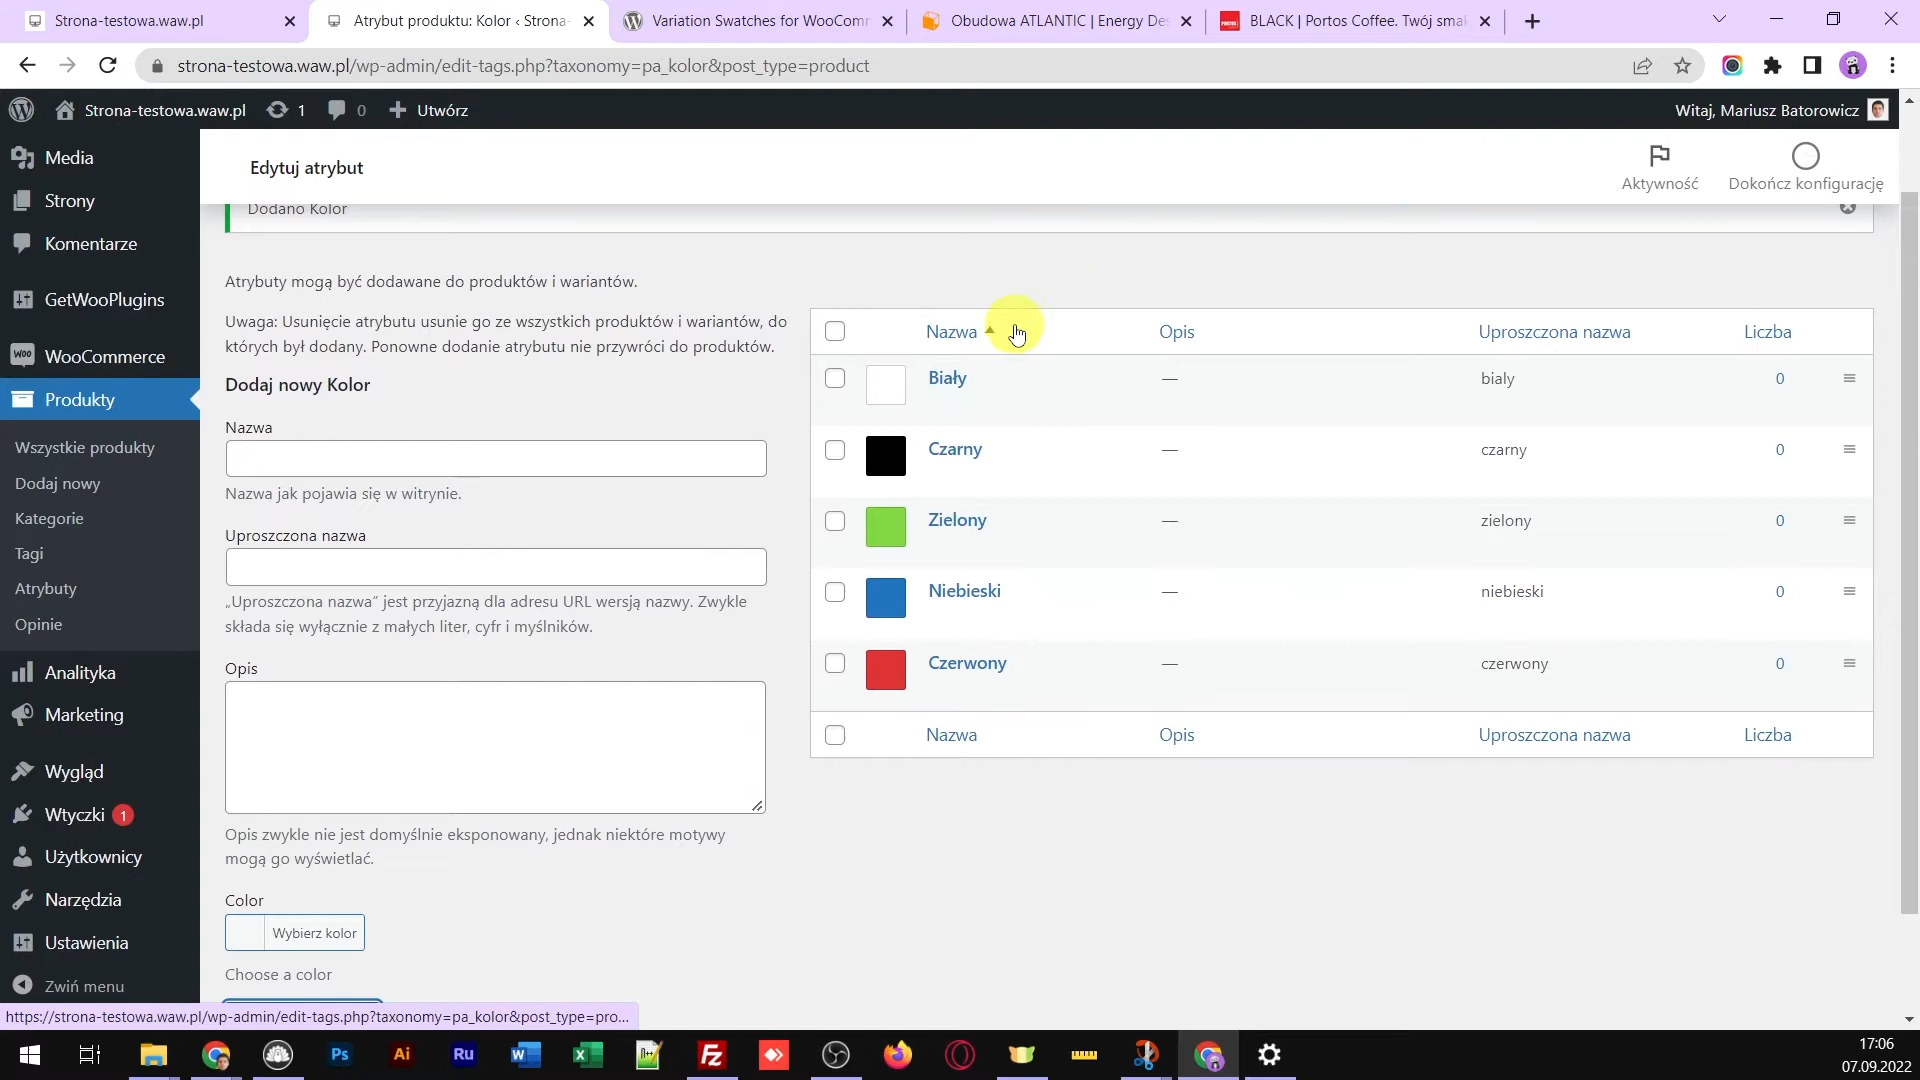 Strona-testowa.waw.pl
Atrybut produktu: Kolor ‹ Strona-
Variation Swatches for WooComm
Obudowa ATLANTIC | Energy De
BLACK | Portos Coffee. Twój sma
strona-testowa.waw.pl/wp-admin/edit-tags.php?taxonomy=pa_kolor&post_type=product
Strona-testowa.waw.pl
1
0
Utwórz
Witaj, Mariusz Batorowicz
Media
Strony
Komentarze
GetWooPlugins
WooCommerce
Produkty
Wszystkie produkty
Dodaj nowy
Kategorie
Tagi
Atrybuty
Opinie
Analityka
Marketing
Wygląd
Wtyczki 1
Użytkownicy
Narzędzia
Ustawienia
Zwiń menu
Edytuj atrybut
Aktywność
Dokończ konfigurację
Dodano Kolor
Atrybuty mogą być dodawane do produktów i wariantów.
Uwaga: Usunięcie atrybutu usunie go ze wszystkich produktów i wariantów, do
których był dodany. Ponowne dodanie atrybutu nie przywróci do produktów.
Dodaj nowy Kolor
Nazwa
Nazwa jak pojawia się w witrynie.
Uproszczona nazwa
„Uproszczona nazwa” jest przyjazną dla adresu URL wersją nazwy. Zwykle
składa się wyłącznie z małych liter, cyfr i myślników.
Opis
Opis zwykle nie jest domyślnie eksponowany, jednak niektóre motywy
mogą go wyświetlać.
Color
Wybierz kolor
Choose a color
Nazwa Opis Uproszczona nazwa Liczba
Biały — bialy 0
Czarny — czarny 0
Zielony — zielony 0
Niebieski — niebieski 0
Czerwony — czerwony 0
Nazwa Opis Uproszczona nazwa Liczba
https://strona-testowa.waw.pl/wp-admin/edit-tags.php?taxonomy=pa_kolor&post_type=pro...
Ps
Ai
Ru
17:06
07.09.2022